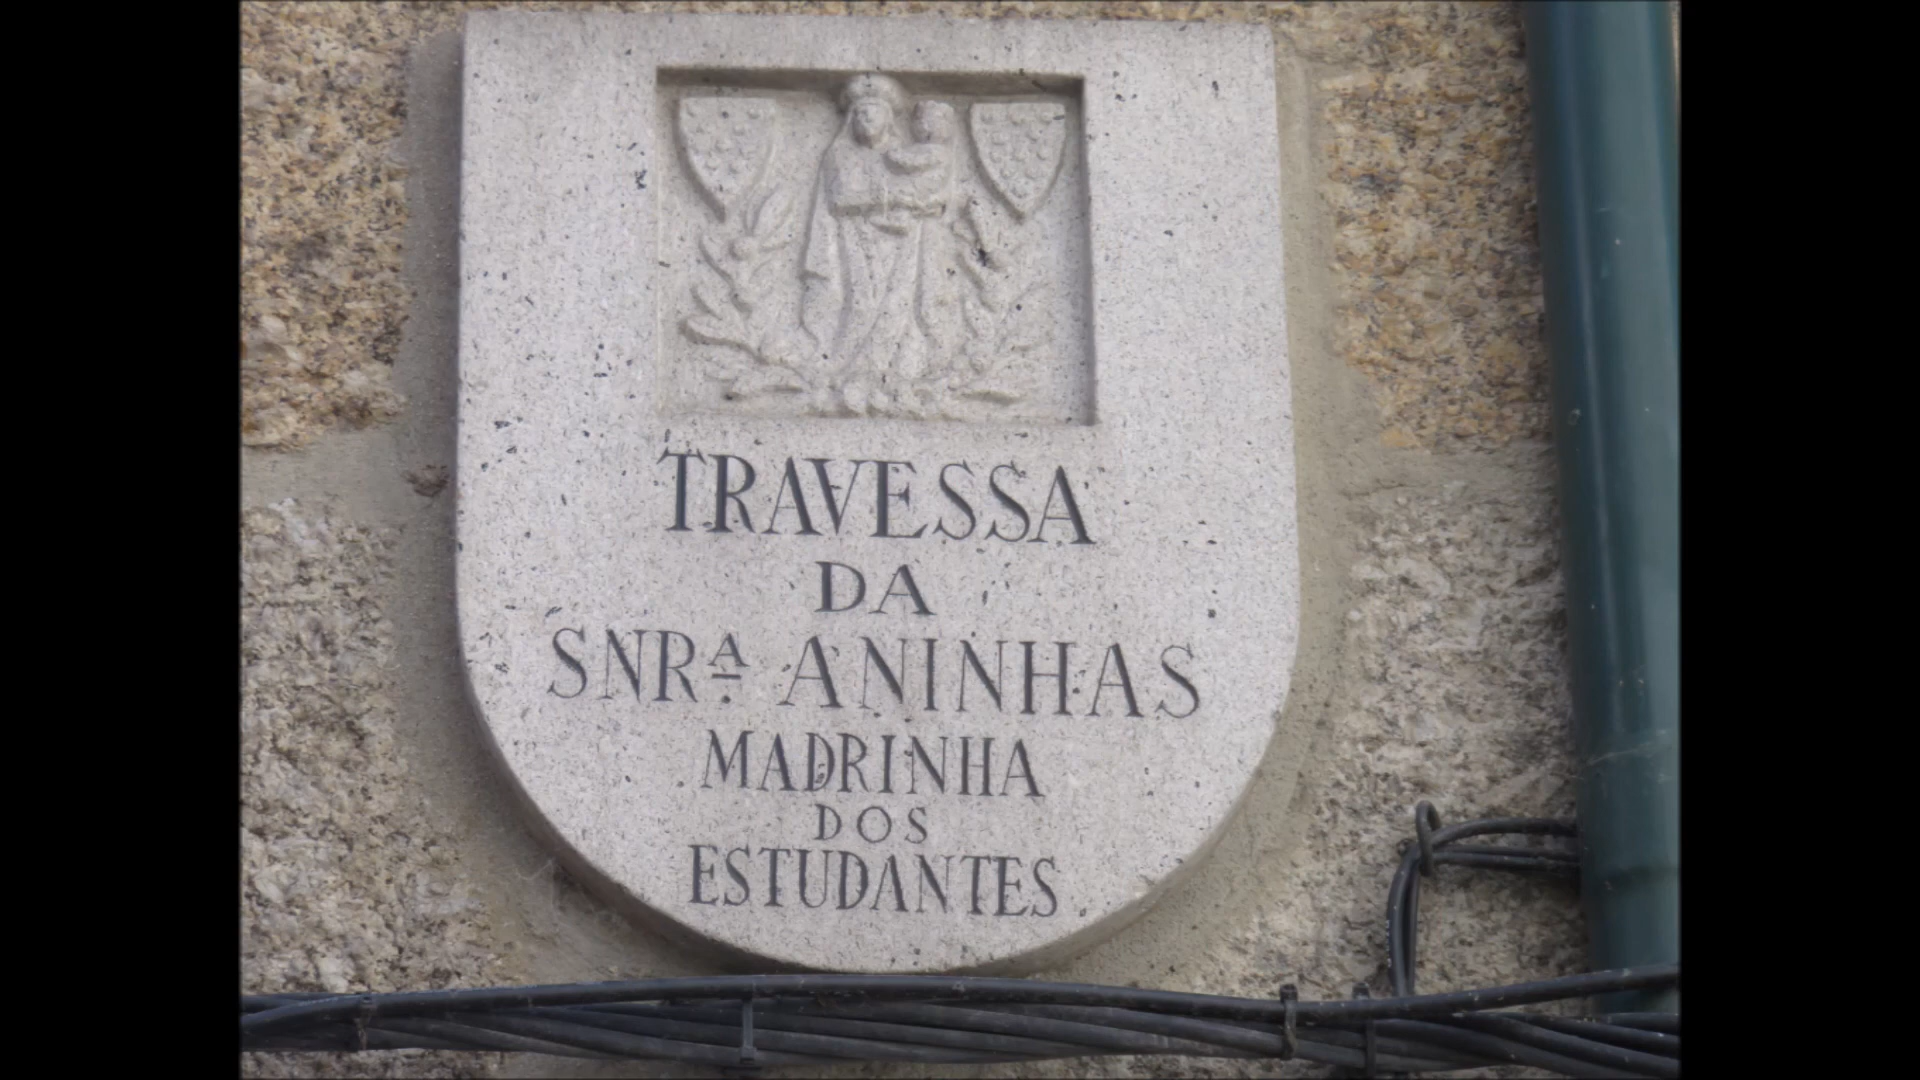 TRAVESSA
DA
SNRª ANINHAS
MADRINHA
DOS
ESTUDANTES